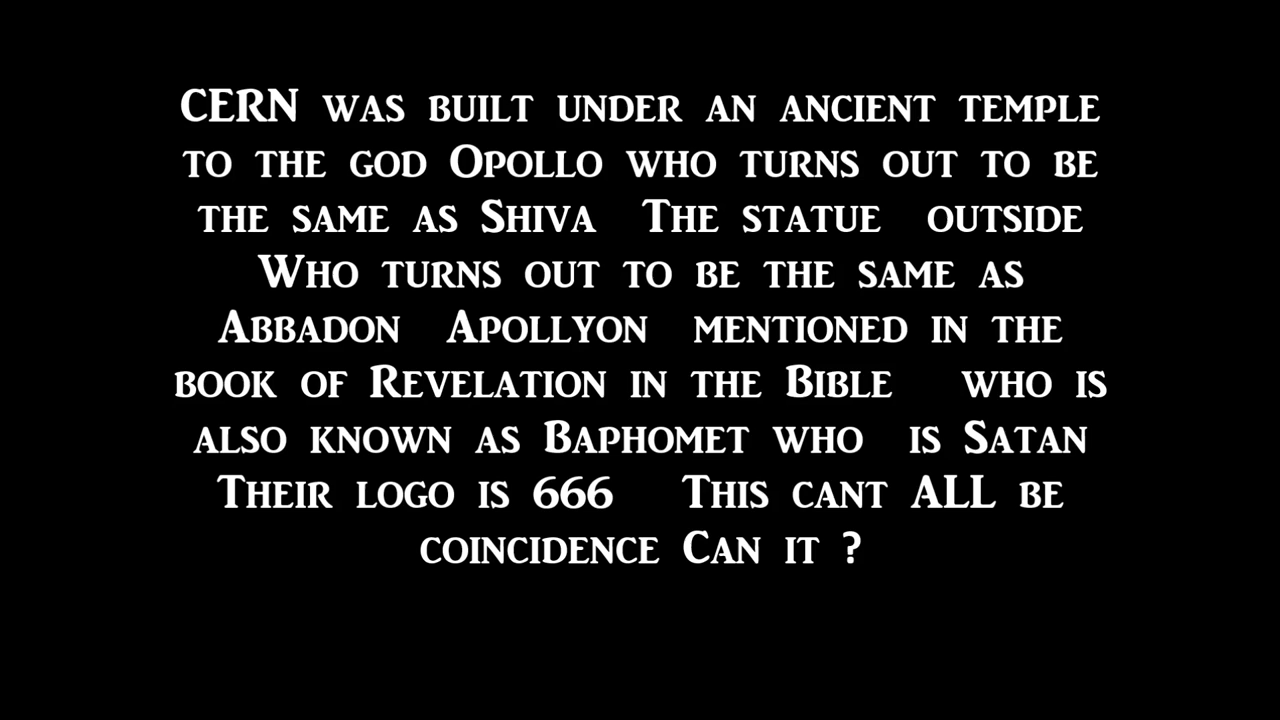 CERN was built under an ancient temple
to the god Opollo who turns out to be
the same as Shiva The statue outside
Who turns out to be the same as
Abbadon Apollyon mentioned in the
book of Revelation in the Bible who is
also known as Baphomet who is Satan
Their logo is 666 This cant ALL be
coincidence Can it ?